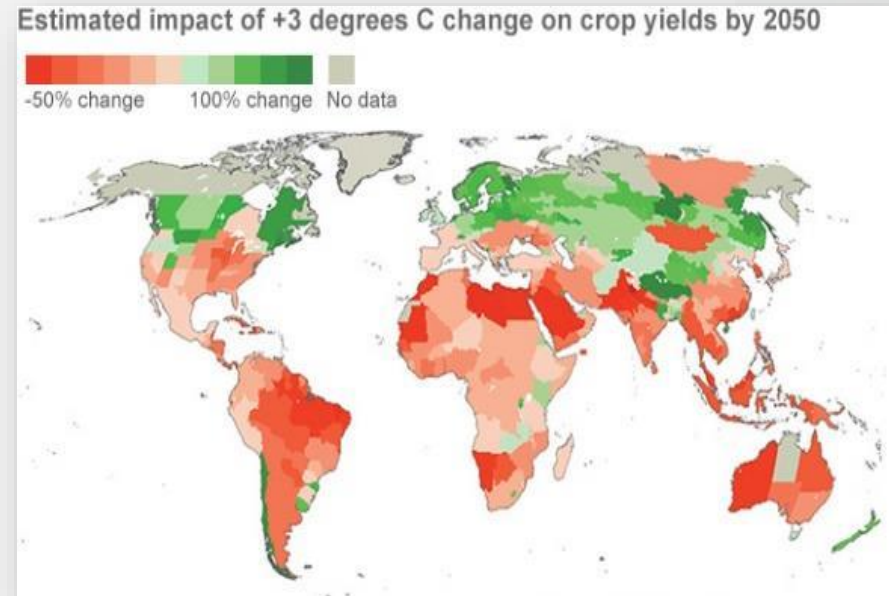 Estimated impact of +3 degrees C change on crop yields by 2050
-50% change 100% change No data